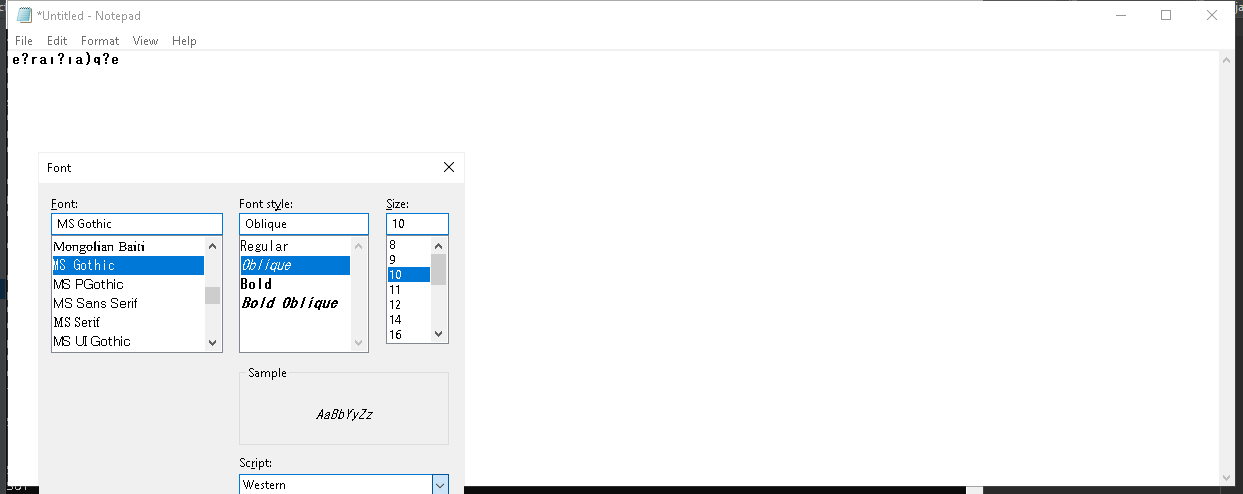 *Untitled - Notepad
File Edit Format View Help
e?raı?ıa)q?e
Font
Font: Font style: Size:
MS Gothic Oblique 10
Mongolian Baiti Regular 8
MS Gothic Oblique 9
MS PGothic Bold 10
MS Sans Serif Bold Oblique 11
MS Serif 12
MS UI Gothic 14
16
Sample
AaBbYyZz
Script:
Western